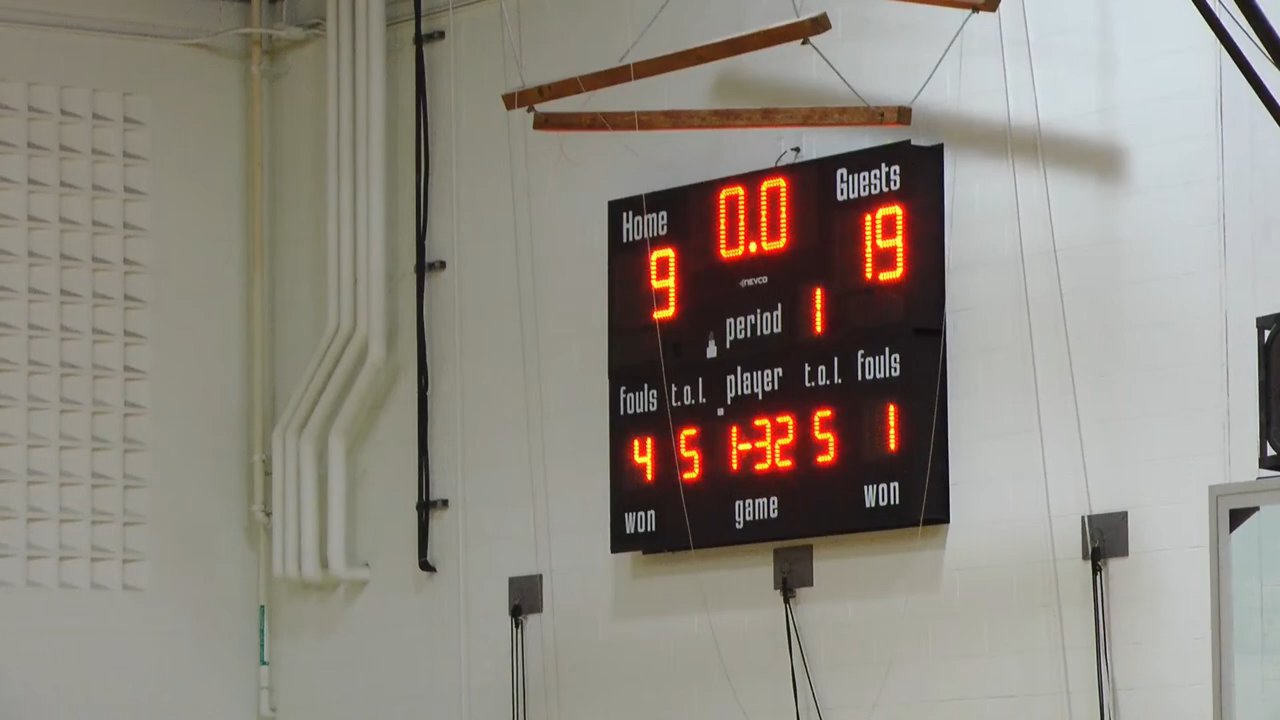 Home 0.0 Guests
9 19
NEVCO
period 1
fouls t.o.l. player t.o.l. fouls
4 5 1-32 5 1
won game won